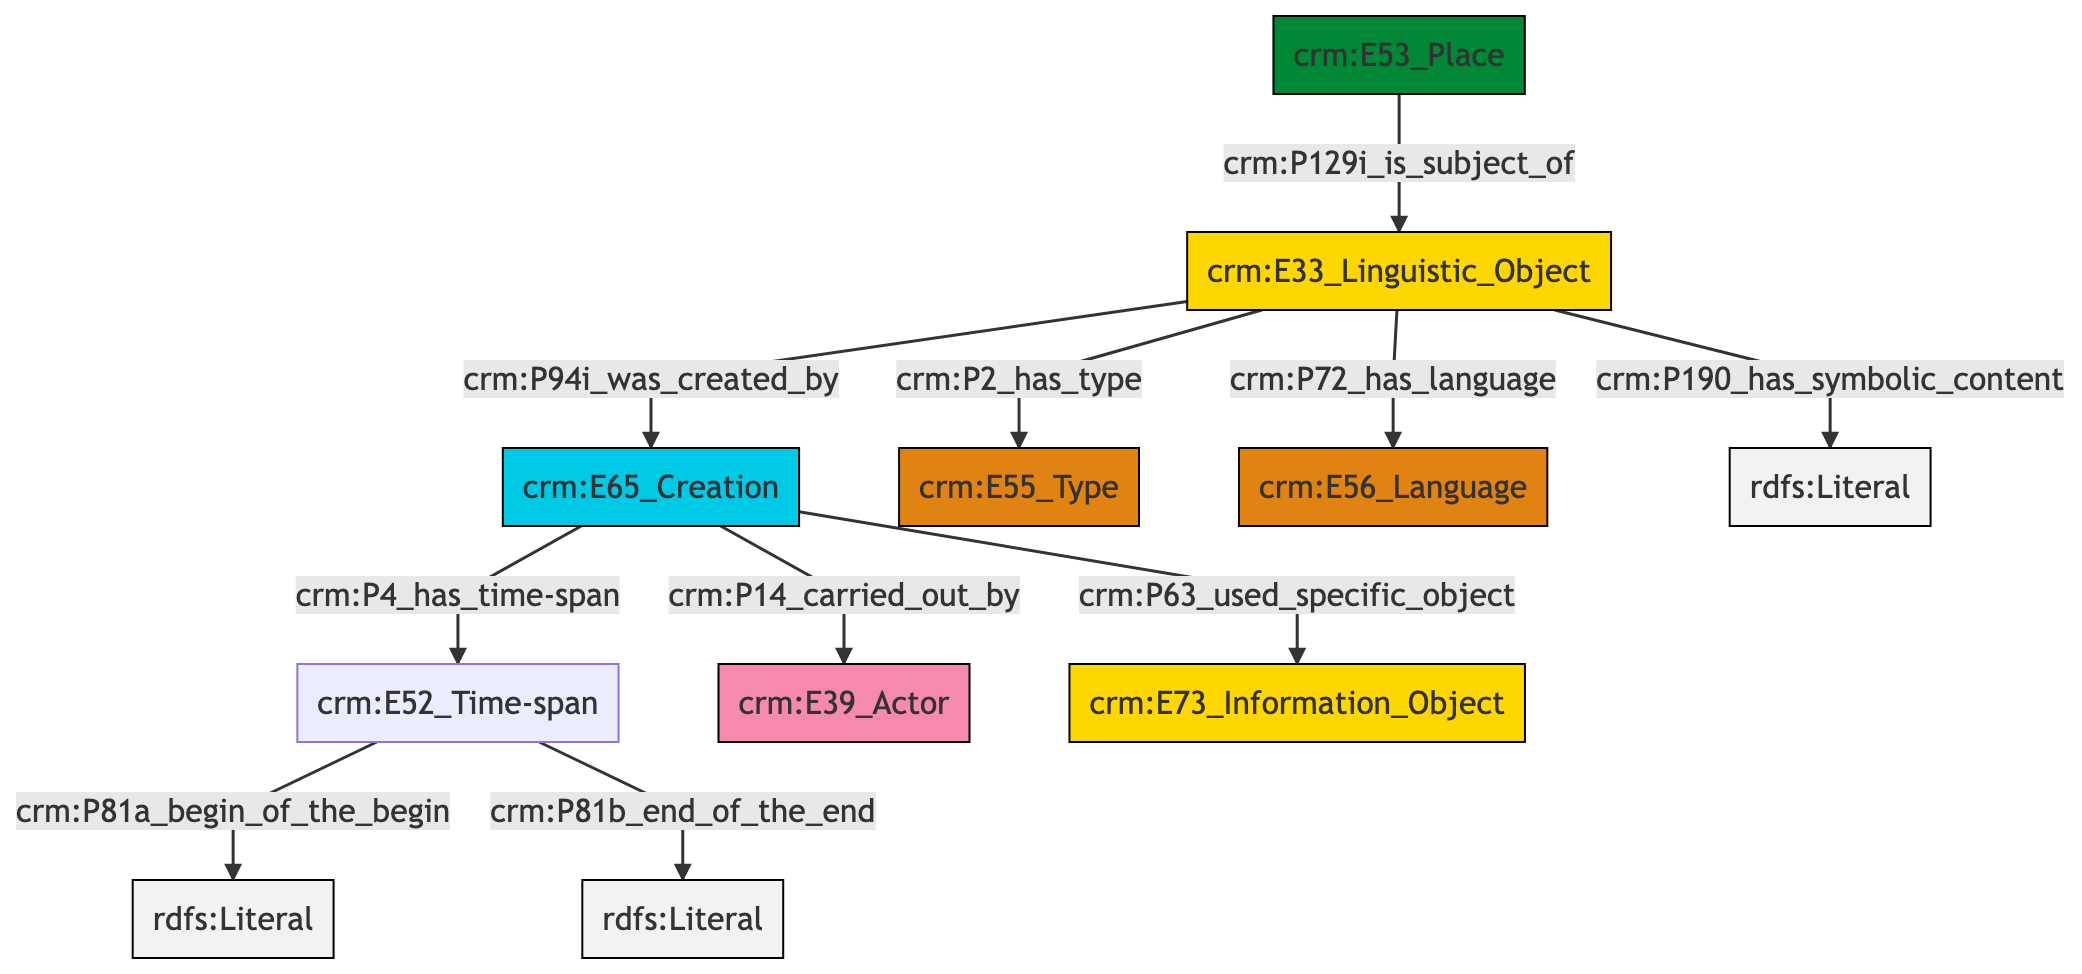 crm:E53_Place
crm:P129i_is_subject_of
crm:E33_Linguistic_Object
crm:P94i_was_created_by
crm:P2_has_type
crm:P72_has_language
crm:P190_has_symbolic_content
crm:E65_Creation
crm:E55_Type
crm:E56_Language
rdfs:Literal
crm:P4_has_time-span
crm:P14_carried_out_by
crm:P63_used_specific_object
crm:E52_Time-span
crm:E39_Actor
crm:E73_Information_Object
crm:P81a_begin_of_the_begin
crm:P81b_end_of_the_end
rdfs:Literal
rdfs:Literal